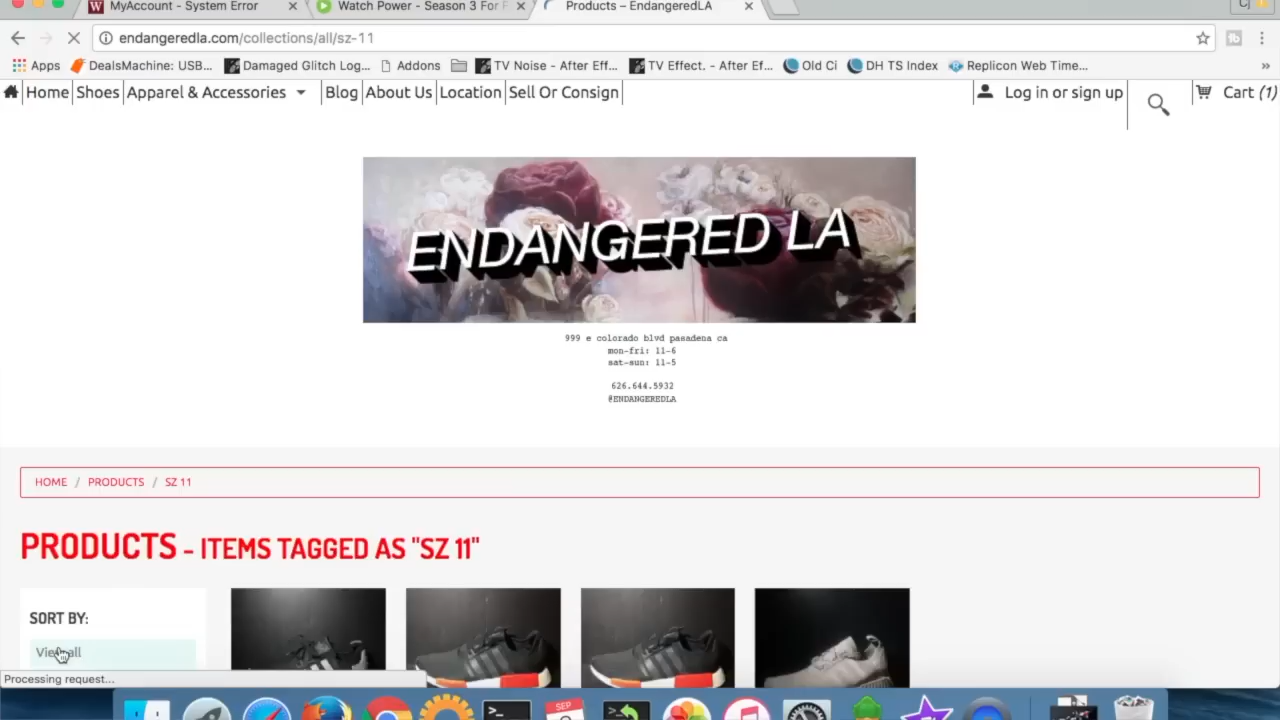 MyAccount - System Error
Watch Power - Season 3 For F
Products – EndangeredLA
Cj
endangeredla.com/collections/all/sz-11
Apps DealsMachine: USB... Damaged Glitch Log... Addons TV Noise - After Eff... TV Effect. - After Ef... Old Ci DH TS Index Replicon Web Time... »
Home Shoes Apparel & Accessories Blog About Us Location Sell Or Consign Log in or sign up Cart (1)
ENDANGERED LA
999 e colorado blvd pasadena ca
mon-fri: 11-6
sat-sun: 11-5
626.644.5932
@ENDANGEREDLA
HOME / PRODUCTS / SZ 11
PRODUCTS - ITEMS TAGGED AS "SZ 11"
SORT BY:
View all
Processing request...
SEP